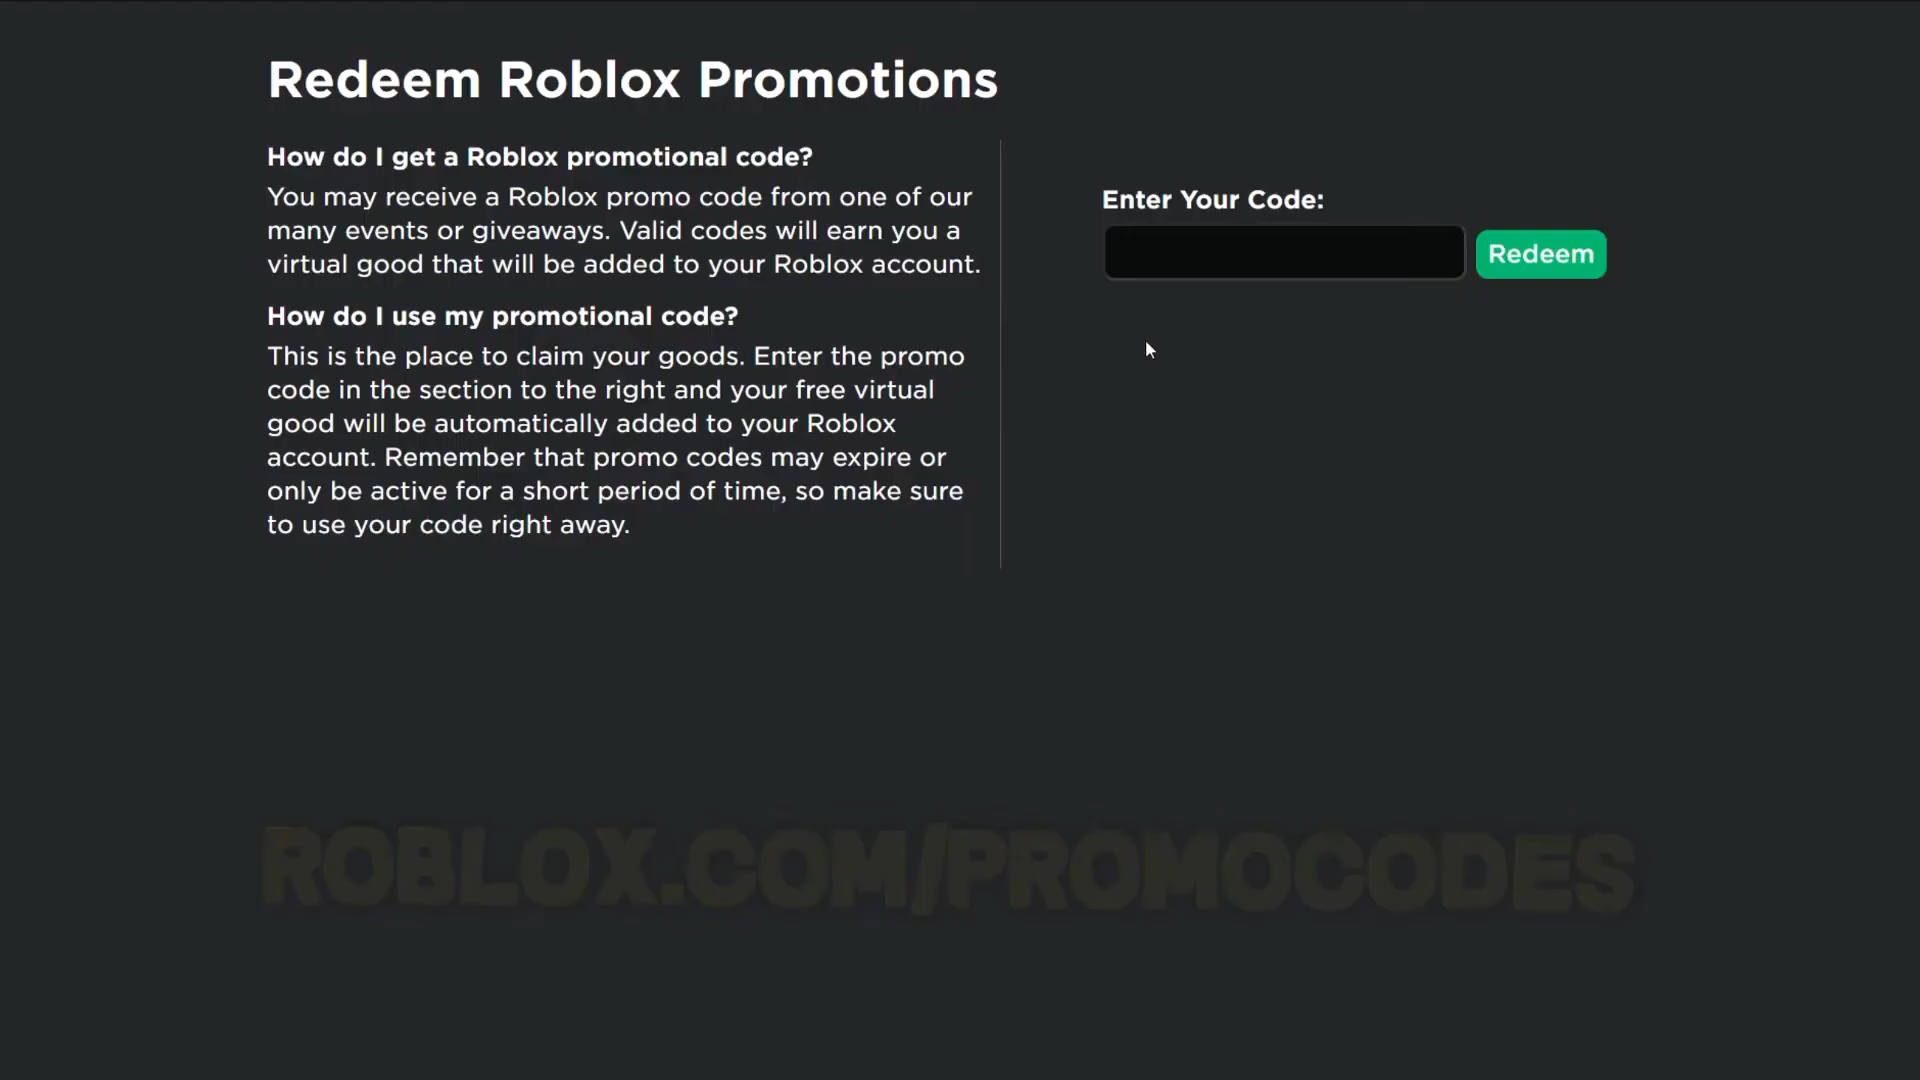 Redeem Roblox Promotions
How do I get a Roblox promotional code?
You may receive a Roblox promo code from one of our
many events or giveaways. Valid codes will earn you a
virtual good that will be added to your Roblox account.
How do I use my promotional code?
This is the place to claim your goods. Enter the promo
code in the section to the right and your free virtual
good will be automatically added to your Roblox
account. Remember that promo codes may expire or
only be active for a short period of time, so make sure
to use your code right away.
Enter Your Code:
Redeem
ROBLOX.COM/PROMOCODES